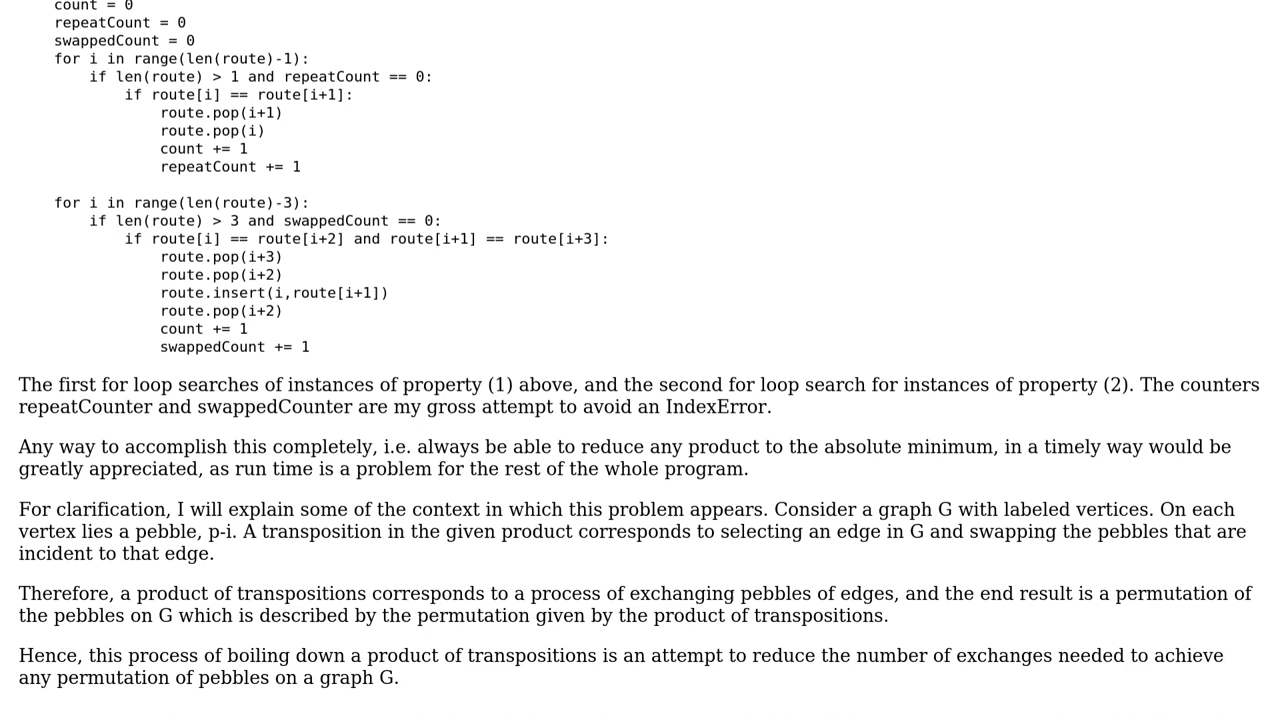 count = 0
repeatCount = 0
swappedCount = 0
for i in range(len(route)-1):
    if len(route) > 1 and repeatCount == 0:
        if route[i] == route[i+1]:
            route.pop(i+1)
            route.pop(i)
            count += 1
            repeatCount += 1

for i in range(len(route)-3):
    if len(route) > 3 and swappedCount == 0:
        if route[i] == route[i+2] and route[i+1] == route[i+3]:
            route.pop(i+3)
            route.pop(i+2)
            route.insert(i,route[i+1])
            route.pop(i+2)
            count += 1
            swappedCount += 1
The first for loop searches of instances of property (1) above, and the second for loop search for instances of property (2). The counters
repeatCounter and swappedCounter are my gross attempt to avoid an IndexError.
Any way to accomplish this completely, i.e. always be able to reduce any product to the absolute minimum, in a timely way would be
greatly appreciated, as run time is a problem for the rest of the whole program.
For clarification, I will explain some of the context in which this problem appears. Consider a graph G with labeled vertices. On each
vertex lies a pebble, p-i. A transposition in the given product corresponds to selecting an edge in G and swapping the pebbles that are
incident to that edge.
Therefore, a product of transpositions corresponds to a process of exchanging pebbles of edges, and the end result is a permutation of
the pebbles on G which is described by the permutation given by the product of transpositions.
Hence, this process of boiling down a product of transpositions is an attempt to reduce the number of exchanges needed to achieve
any permutation of pebbles on a graph G.